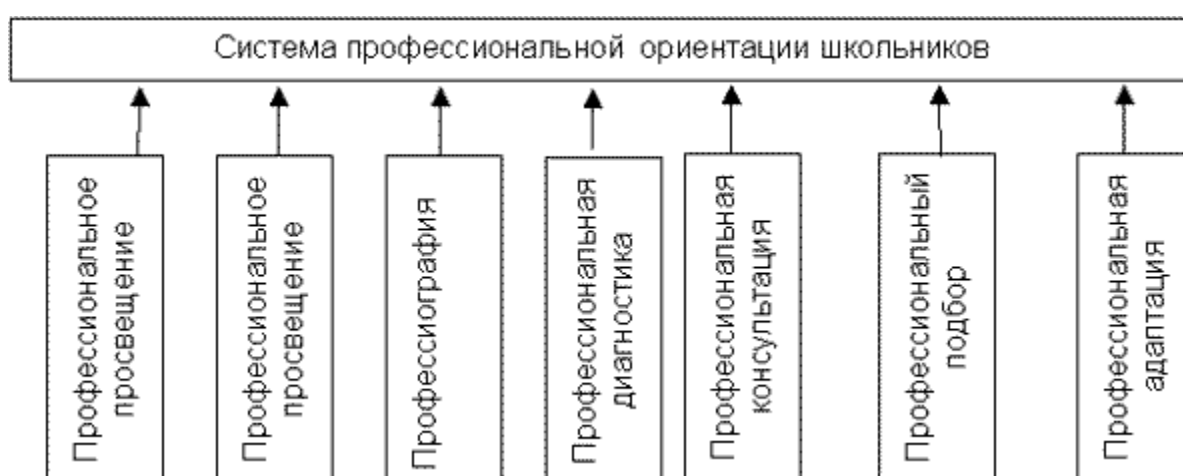 Система профессиональной ориентации школьников
Профессиональное
просвещение
Профессиональное
просвещение
Профессиография
Профессиональная
диагностика
Профессиональная
консультация
Профессиональный
подбор
Профессиональная
адаптация